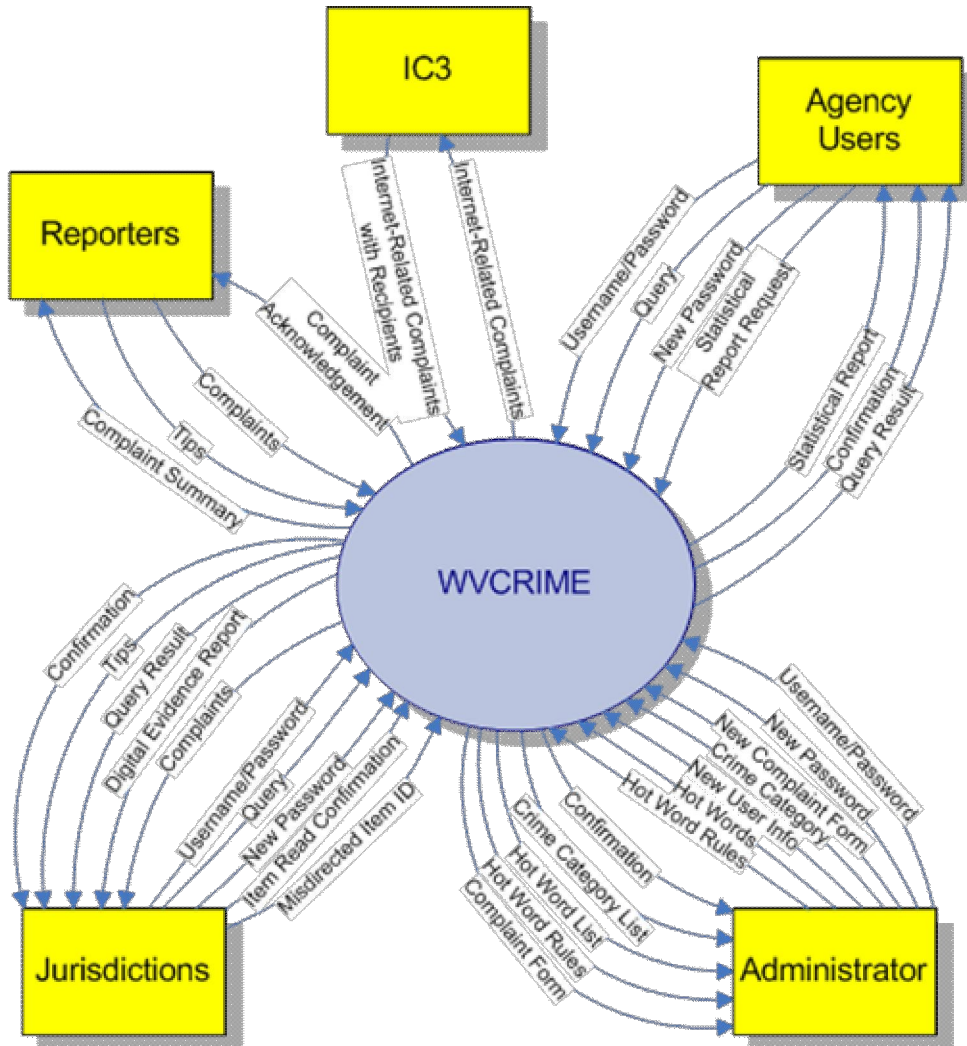 IC3
Agency
Users
Reporters
Internet-Related Complaints
with Recipients
Internet-Related Complaints
Username/Password
Query
New Password
Statistical
Report Request
Complaint
Acknowledgement
Complaints
Tips
Complaint Summary
Statistical Report
Confirmation
Query Result
WVCRIME
Confirmation
Tips
Query Result
Digital Evidence Report
Complaints
Username/Password
Query
New Password
Item Read Confirmation
Misdirected Item ID
Username/Password
New Password
New Complaint Form
Crime Category
New User Info
Hot Words
Hot Word Rules
Confirmation
Crime Category List
Hot Word List
Hot Word Rules
Complaint Form
Jurisdictions
Administrator